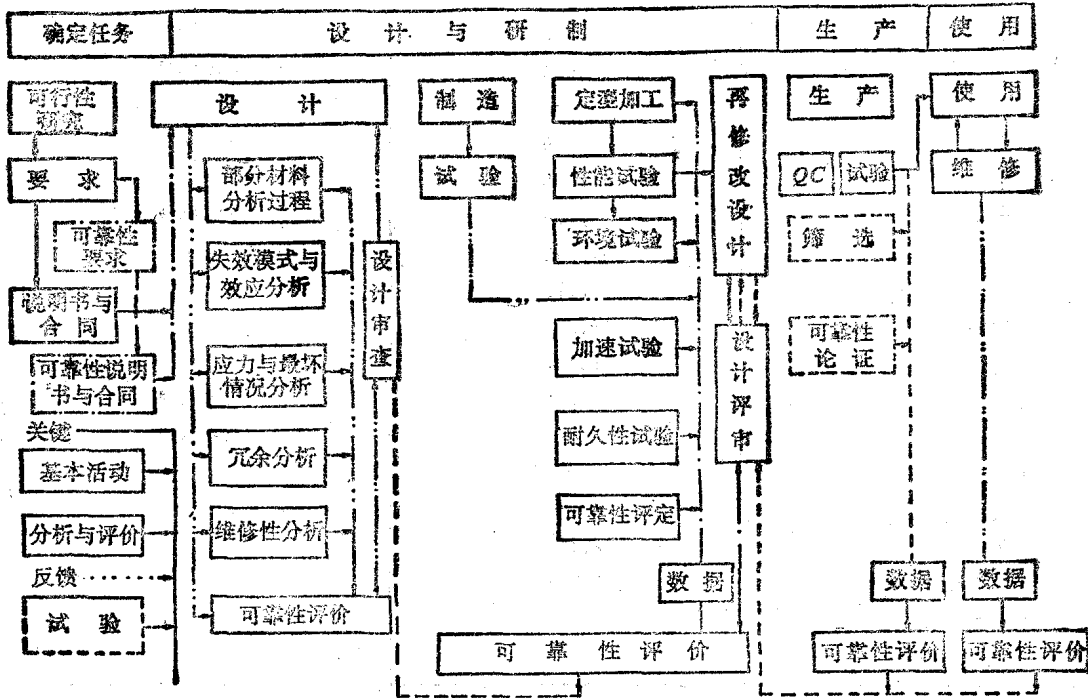 确定任务
设计与研制
生产
使用
可行性
研究
要求
可靠性
要求
说明书与
合同
可靠性说明
书与合同
关键
基本活动
分析与评价
反馈
试验
设计
部分材料
分析过程
失效模式与
效应分析
应力与最坏
情况分析
冗余分析
维修性分析
可靠性评价
设计审查
制造
试验
定型加工
性能试验
环境试验
加速试验
耐久性试验
可靠性评定
数据
可靠性评价
再修改设计
设计评审
生产
QC
试验
筛选
可靠性
论证
数据
可靠性评价
使用
维修
数据
可靠性评价